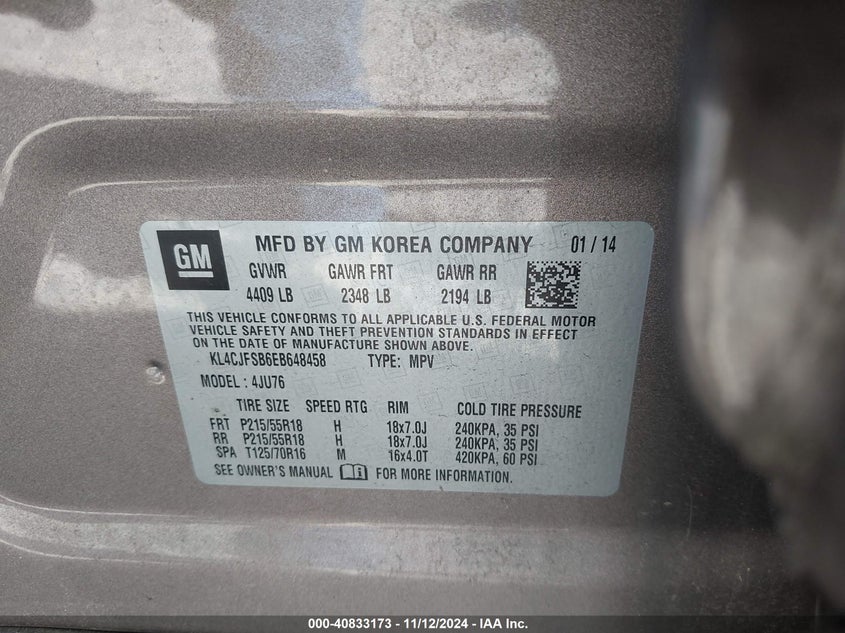 GM
MFD BY GM KOREA COMPANY 01 / 14
GVWR GAWR FRT GAWR RR
4409 LB 2348 LB 2194 LB
THIS VEHICLE CONFORMS TO ALL APPLICABLE U.S. FEDERAL MOTOR
VEHICLE SAFETY AND THEFT PREVENTION STANDARDS IN EFFECT
ON THE DATE OF MANUFACTURE SHOWN ABOVE.
KL4CJFSB6EB648458 TYPE: MPV
MODEL : 4JU76
TIRE SIZE SPEED RTG RIM COLD TIRE PRESSURE
FRT P215/55R18 H 18x7.0J 240KPA, 35 PSI
RR P215/55R18 H 18x7.0J 240KPA, 35 PSI
SPA T125/70R16 M 16x4.0T 420KPA, 60 PSI
SEE OWNER'S MANUAL FOR MORE INFORMATION.
000-40833173 - 11/12/2024 - IAA Inc.